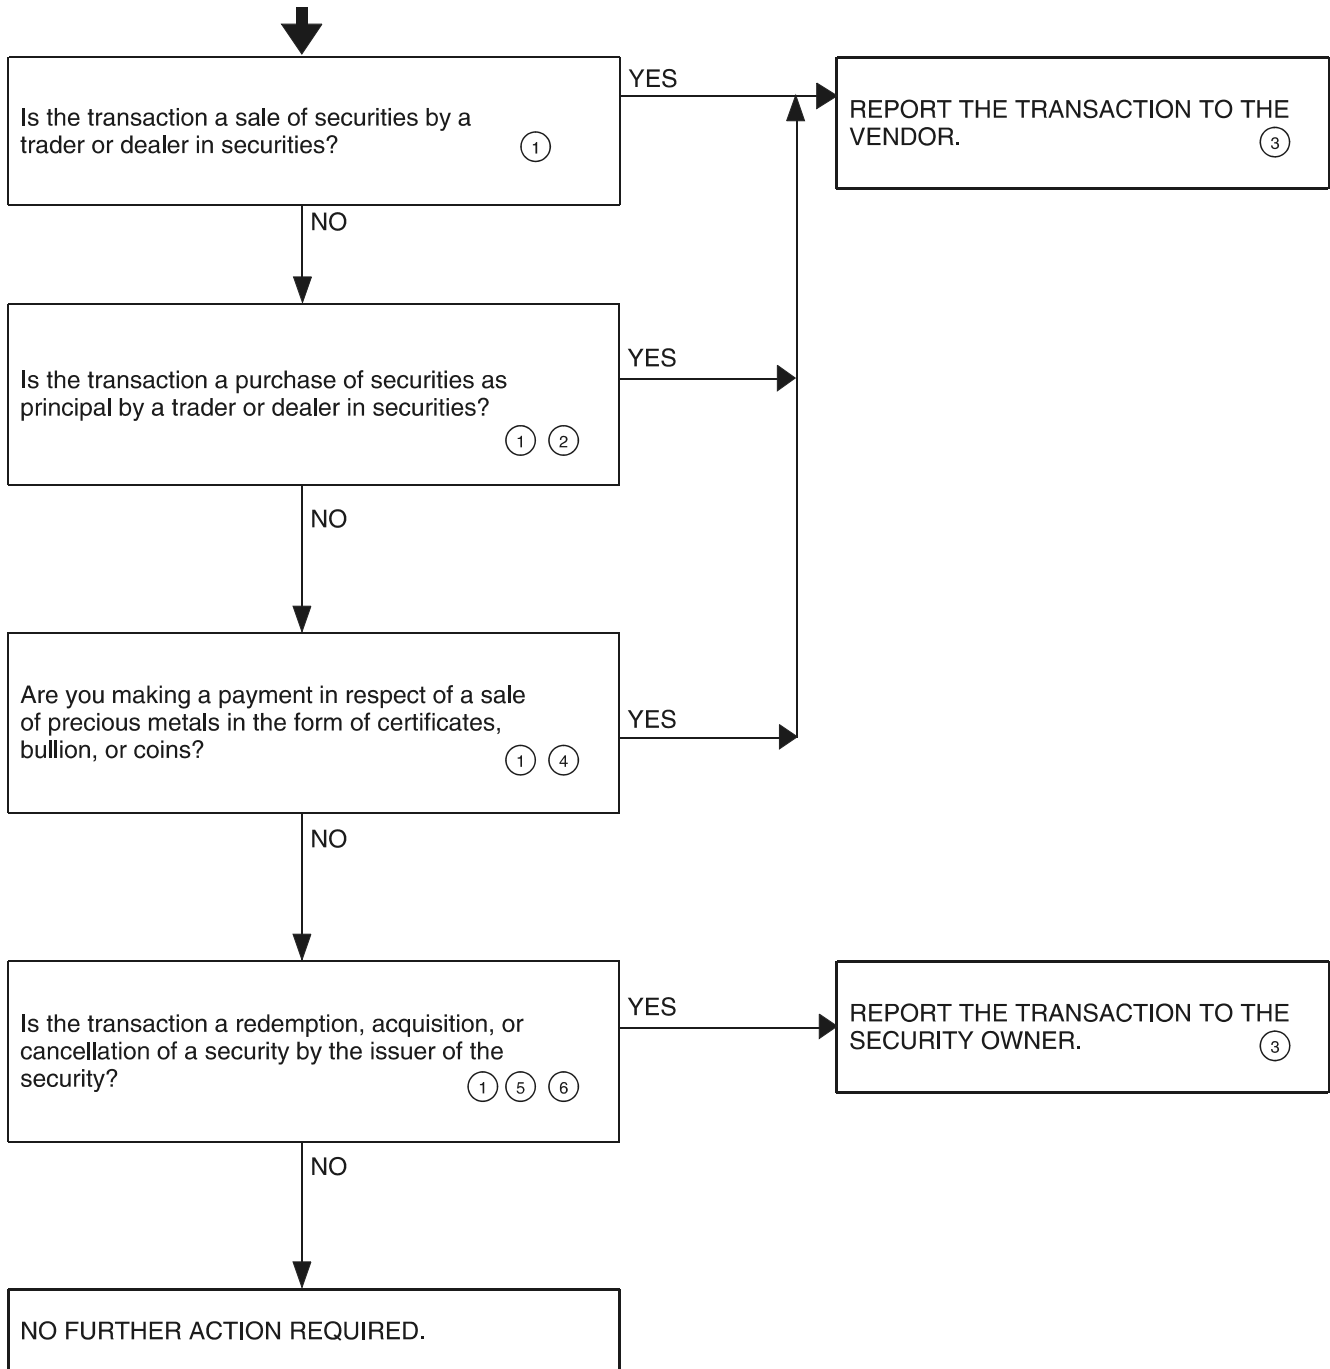 Is the transaction a sale of securities by a
trader or dealer in securities?
1
YES
REPORT THE TRANSACTION TO THE
VENDOR.
3
NO
Is the transaction a purchase of securities as
principal by a trader or dealer in securities?
1 2
YES
NO
Are you making a payment in respect of a sale
of precious metals in the form of certificates,
bullion, or coins?
1 4
YES
NO
Is the transaction a redemption, acquisition, or
cancellation of a security by the issuer of the
security?
1 5 6
YES
REPORT THE TRANSACTION TO THE
SECURITY OWNER.
3
NO
NO FURTHER ACTION REQUIRED.